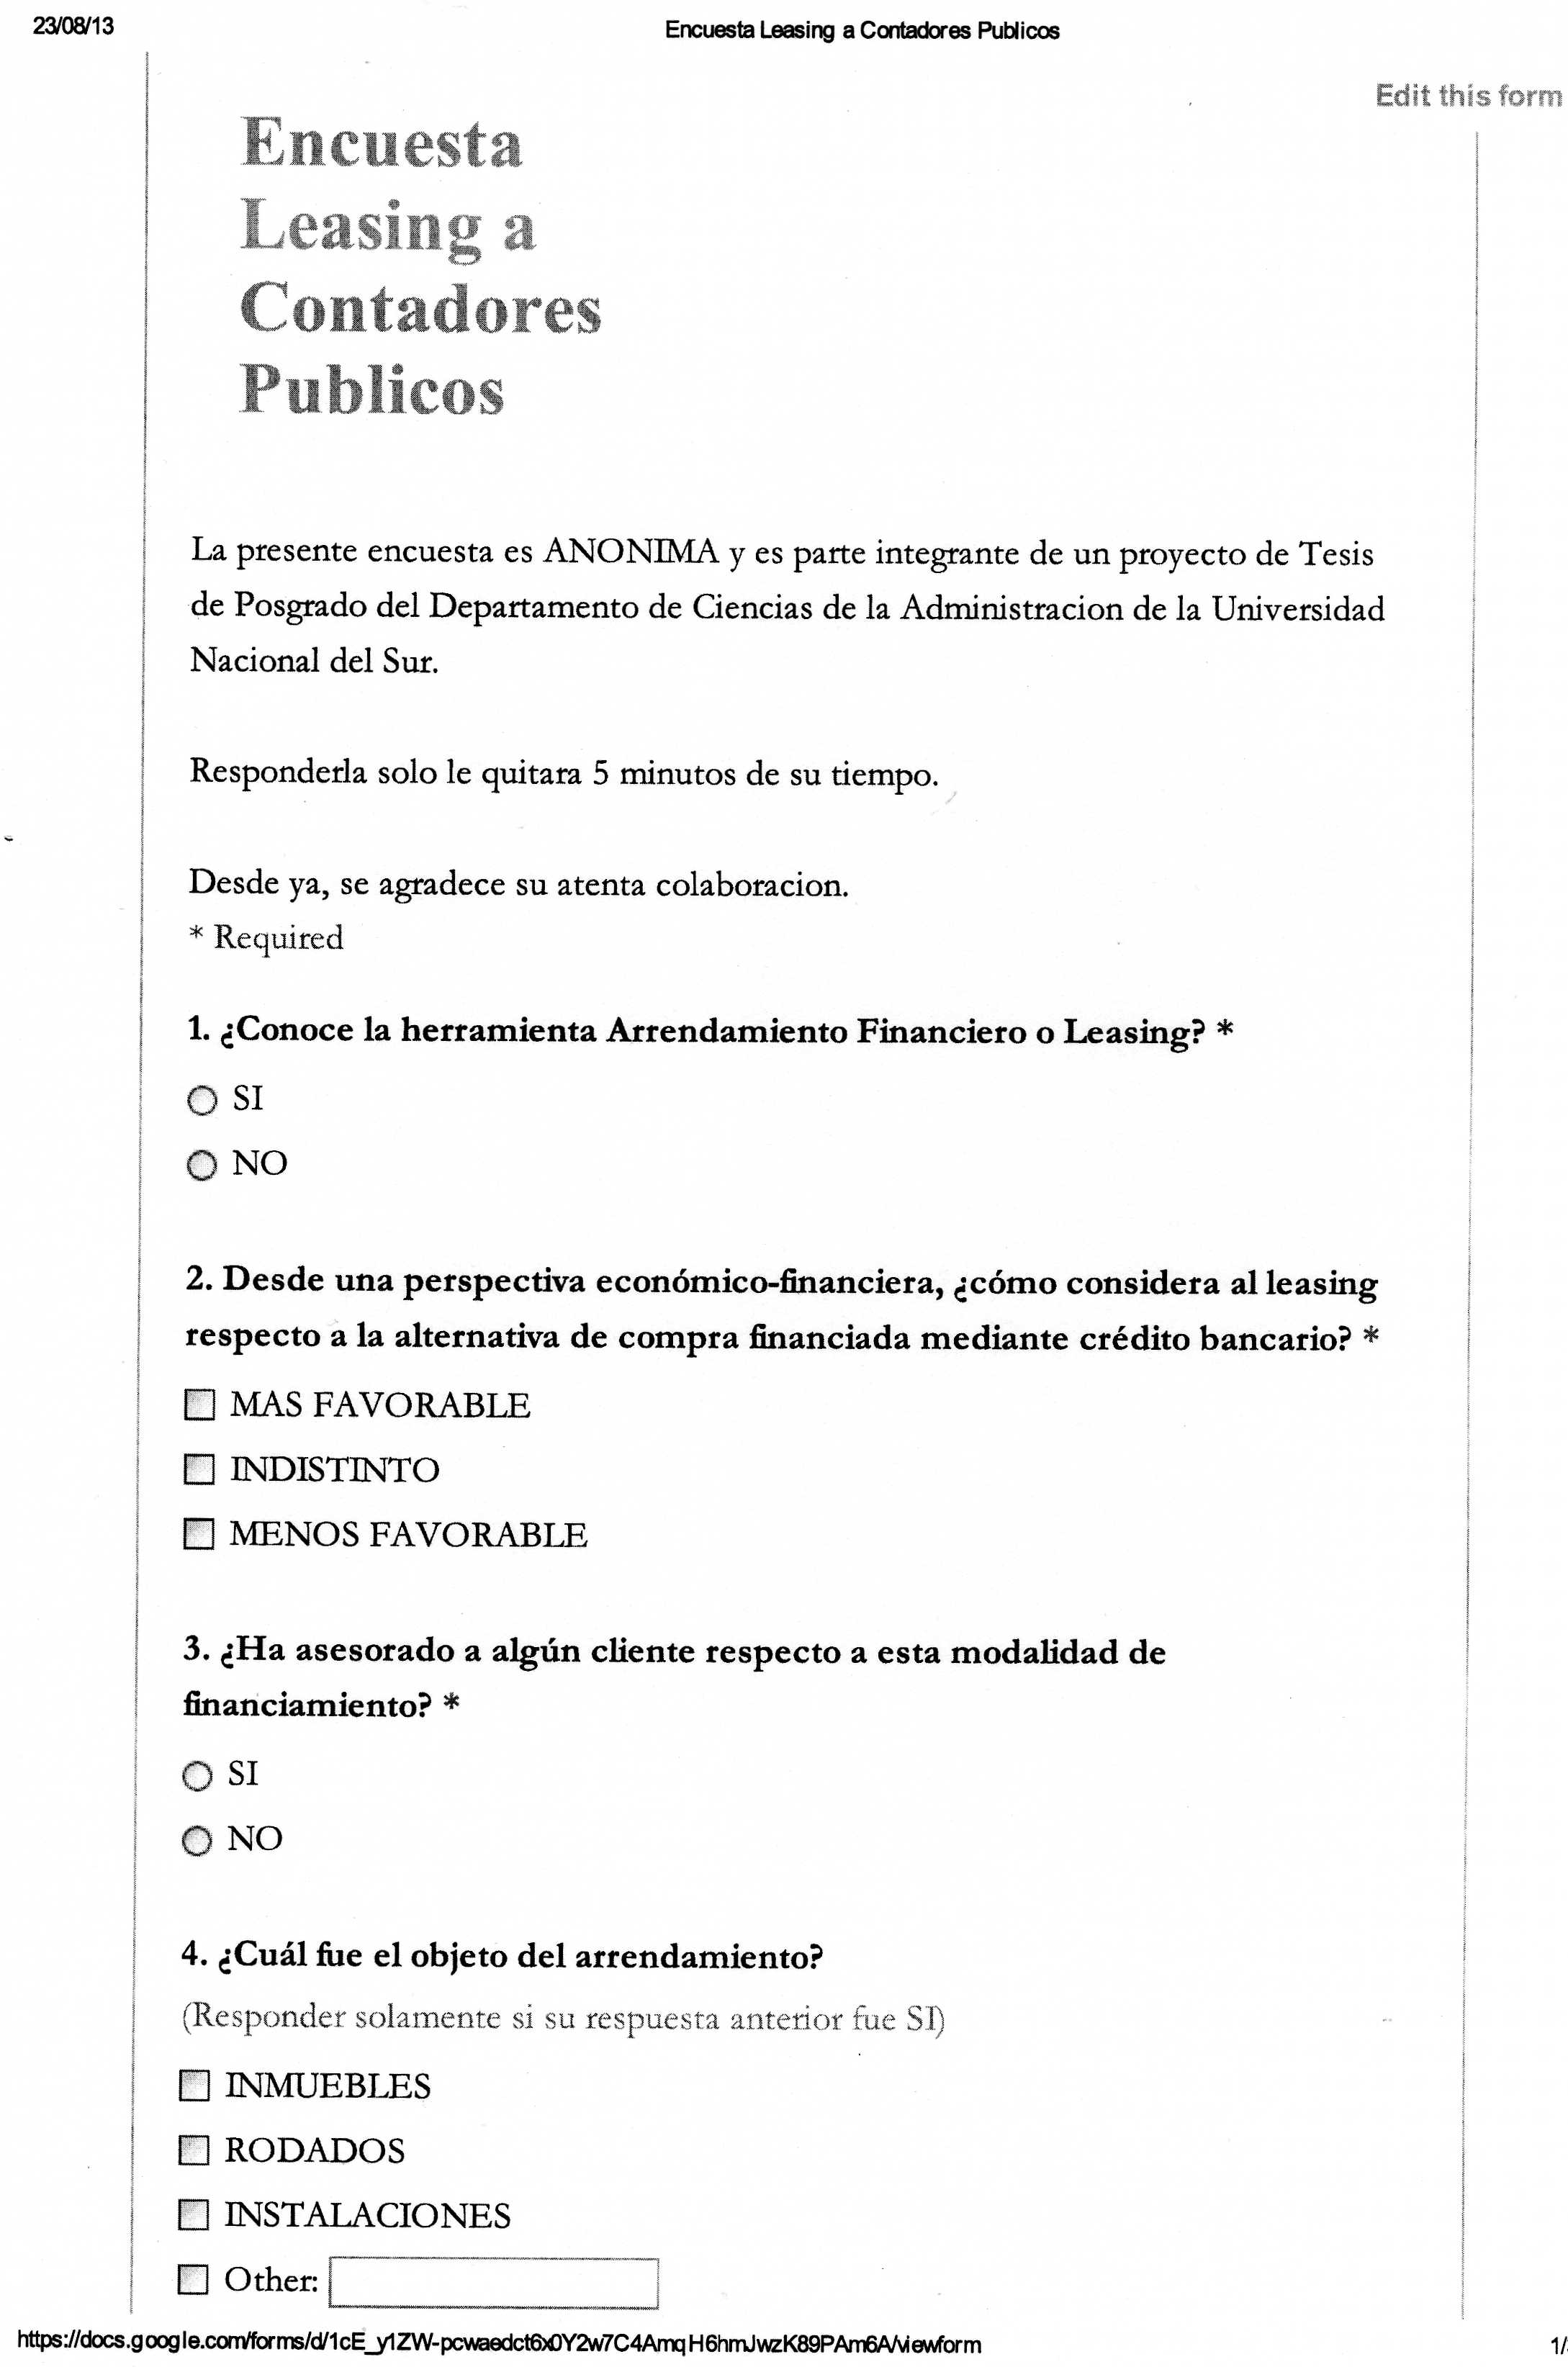 23/08/13
Encuesta Leasing a Contadores Publicos
Edit this form
Encuesta
Leasing a
Contadores
Publicos
La presente encuesta es ANONIMA y es parte integrante de un proyecto de Tesis
de Posgrado del Departamento de Ciencias de la Administracion de la Universidad
Nacional del Sur.
Responderla solo le quitara 5 minutos de su tiempo.
Desde ya, se agradece su atenta colaboracion.
* Required
1. ¿Conoce la herramienta Arrendamiento Financiero o Leasing? *
SI
NO
2. Desde una perspectiva económico-financiera, ¿cómo considera al leasing
respecto a la alternativa de compra financiada mediante crédito bancario? *
MAS FAVORABLE
INDISTINTO
MENOS FAVORABLE
3. ¿Ha asesorado a algún cliente respecto a esta modalidad de
financiamiento? *
SI
NO
4. ¿Cuál fue el objeto del arrendamiento?
(Responder solamente si su respuesta anterior fue SI)
INMUEBLES
RODADOS
INSTALACIONES
Other:
https://docs.google.com/forms/d/1cE_y1ZW-pcwaedct6x0Y2w7C4AmqH6hmJwzK89PAm6A/viewform
1/